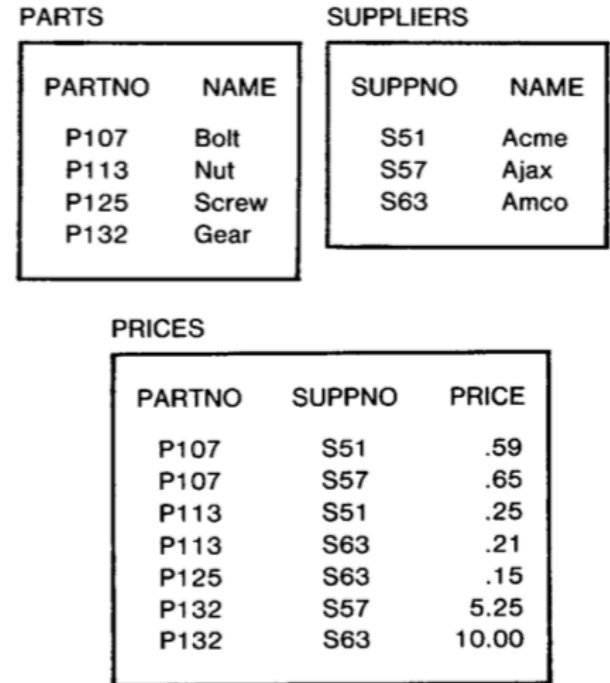 PARTS
PARTNO NAME
P107 Bolt
P113 Nut
P125 Screw
P132 Gear
SUPPLIERS
SUPPNO NAME
S51 Acme
S57 Ajax
S63 Amco
PRICES
PARTNO SUPPNO PRICE
P107 S51 .59
P107 S57 .65
P113 S51 .25
P113 S63 .21
P125 S63 .15
P132 S57 5.25
P132 S63 10.00